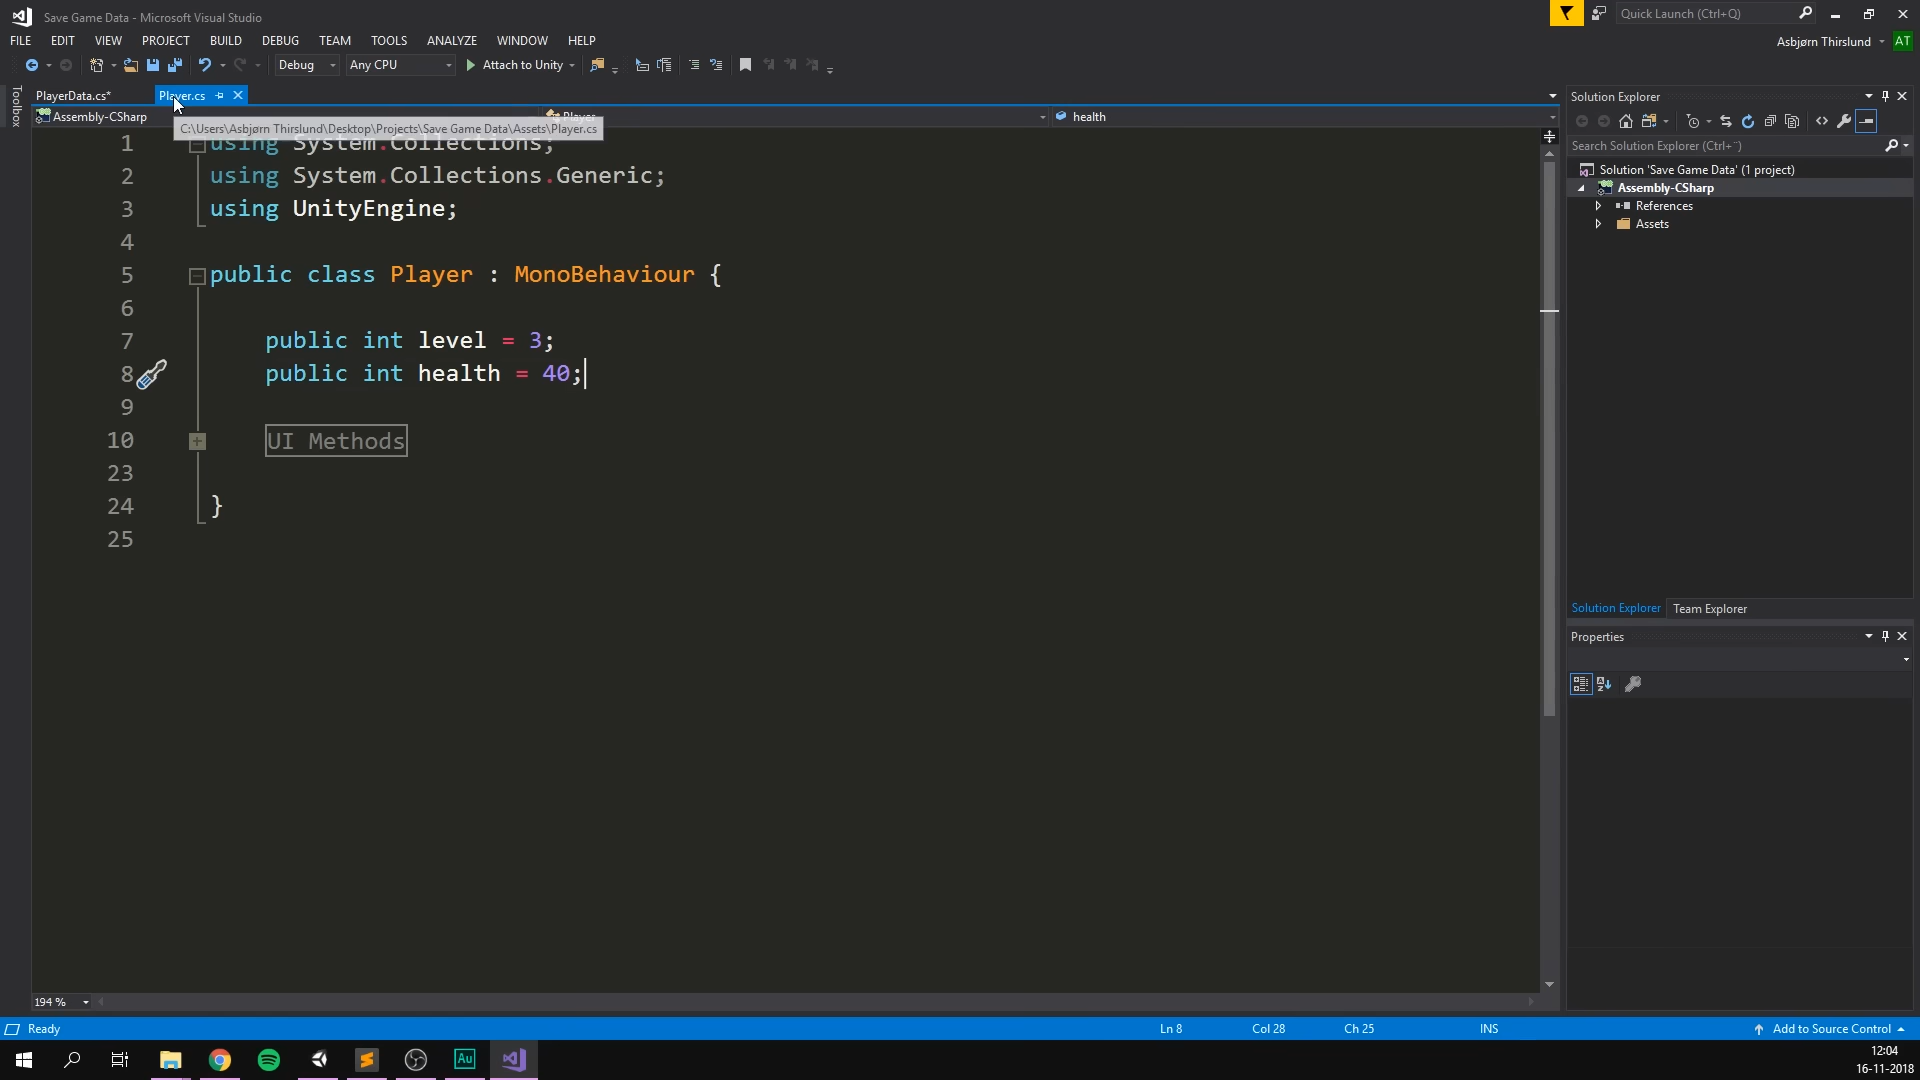 Save Game Data - Microsoft Visual Studio
Quick Launch (Ctrl+Q)
FILE EDIT VIEW PROJECT BUILD DEBUG TEAM TOOLS ANALYZE WINDOW HELP
Asbjørn Thirslund AT
Debug Any CPU Attach to Unity
Toolbox
PlayerData.cs* Player.cs
Assembly-CSharp Player health
C:\Users\Asbjørn Thirslund\Desktop\Projects\Save Game Data\Assets\Player.cs
1 using System.Collections;
2 using System.Collections.Generic;
3 using UnityEngine;
4
5 public class Player : MonoBehaviour {
6
7 public int level = 3;
8 public int health = 40;
9
10 UI Methods
23
24 }
25
194 %
Solution Explorer
Search Solution Explorer (Ctrl+¨)
Solution 'Save Game Data' (1 project)
Assembly-CSharp
References
Assets
Solution Explorer Team Explorer
Properties
Ready Ln 8 Col 28 Ch 25 INS Add to Source Control
Au
12:04
16-11-2018